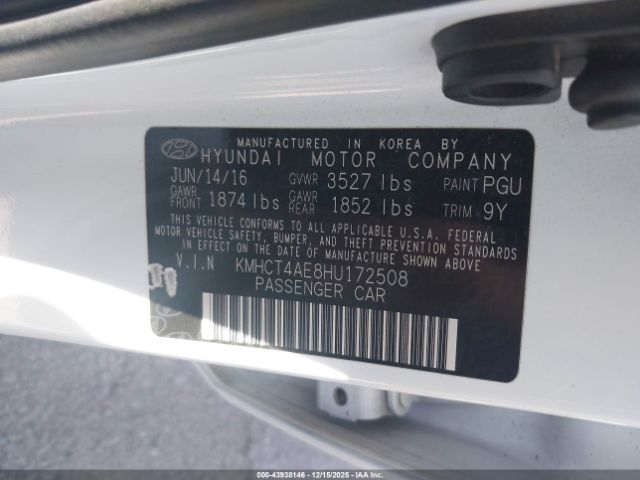 MANUFACTURED IN KOREA BY
HYUNDAI MOTOR COMPANY
JUN/14/16 GVWR 3527 lbs PAINT PGU
GAWR FRONT 1874 lbs GAWR REAR 1852 lbs TRIM 9Y
THIS VEHICLE CONFORMS TO ALL APPLICABLE U.S.A. FEDERAL
MOTOR VEHICLE SAFETY, BUMPER, AND THEFT PREVENTION STANDARDS
IN EFFECT ON THE DATE OF MANUFACTURE SHOWN ABOVE.
V.I.N KMHCT4AE8HU172508
PASSENGER CAR
000-43938146 - 12/15/2025 - IAAI.COM